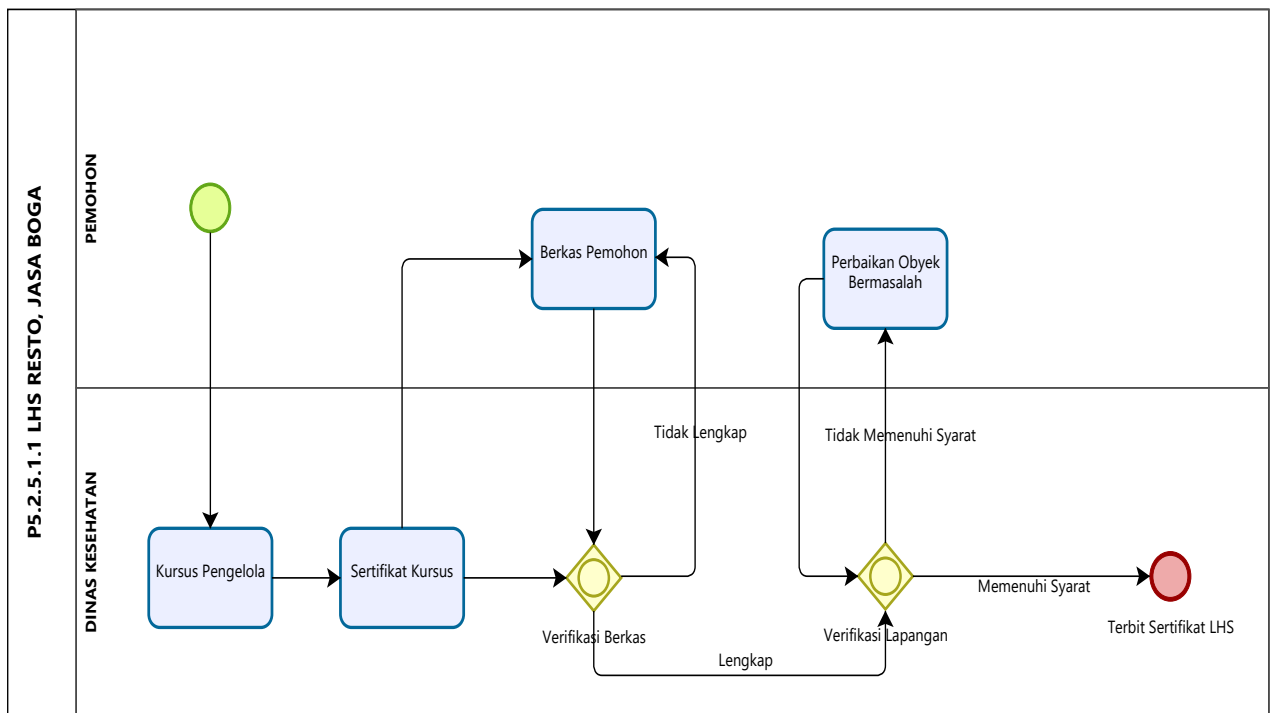 P5.2.5.1.1 LHS RESTO, JASA BOGA
PEMOHON
Berkas Pemohon
Perbaikan Obyek
Bermasalah
DINAS KESEHATAN
Tidak Lengkap
Tidak Memenuhi Syarat
Kursus Pengelola
Sertifikat Kursus
Memenuhi Syarat
Verifikasi Berkas
Verifikasi Lapangan
Terbit Sertifikat LHS
Lengkap